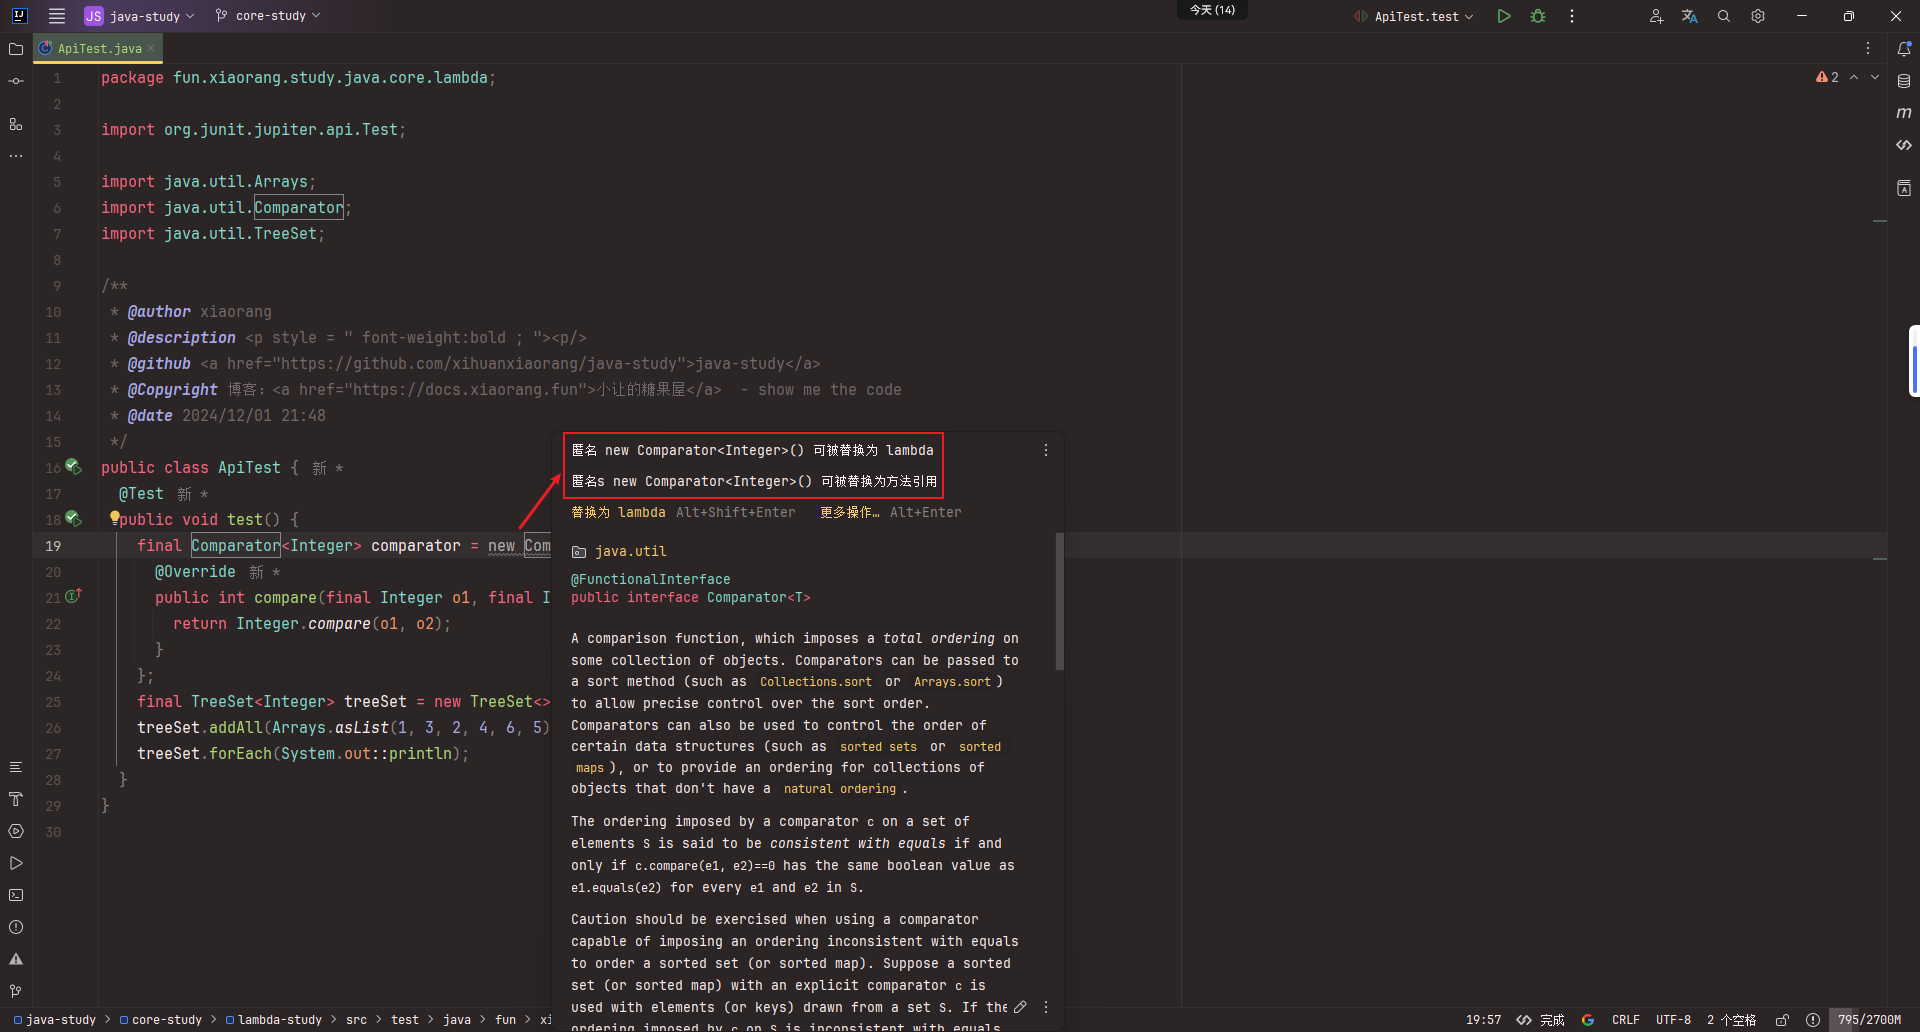 JS java-study core-study 今天 (14) ApiTest.test
ApiTest.java
1 package fun.xiaorang.study.java.core.lambda; 2
2
3 import org.junit.jupiter.api.Test;
4
5 import java.util.Arrays;
6 import java.util.Comparator;
7 import java.util.TreeSet;
8
9 /**
10 * @author xiaorang
11 * @description <p style = " font-weight:bold ; "><p/>
12 * @github <a href="https://github.com/xihuanxiaorang/java-study">java-study</a>
13 * @Copyright 博客：<a href="https://docs.xiaorang.fun">小让的糖果屋</a>  - show me the code
14 * @date 2024/12/01 21:48
15 */
16 public class ApiTest { 新 *
17 @Test 新 *
18 public void test() {
19 final Comparator<Integer> comparator = new Com
20 @Override 新 *
21 public int compare(final Integer o1, final I
22 return Integer.compare(o1, o2);
23 }
24 };
25 final TreeSet<Integer> treeSet = new TreeSet<>
26 treeSet.addAll(Arrays.asList(1, 3, 2, 4, 6, 5)
27 treeSet.forEach(System.out::println);
28 }
29 }
30
匿名 new Comparator<Integer>() 可被替换为 lambda
匿名s new Comparator<Integer>() 可被替换为方法引用
替换为 lambda Alt+Shift+Enter 更多操作… Alt+Enter
java.util
@FunctionalInterface
public interface Comparator<T>
A comparison function, which imposes a total ordering on
some collection of objects. Comparators can be passed to
a sort method (such as Collections.sort or Arrays.sort)
to allow precise control over the sort order.
Comparators can also be used to control the order of
certain data structures (such as sorted sets or sorted
maps), or to provide an ordering for collections of
objects that don't have a natural ordering.
The ordering imposed by a comparator c on a set of
elements S is said to be consistent with equals if and
only if c.compare(e1, e2)==0 has the same boolean value as
e1.equals(e2) for every e1 and e2 in S.
Caution should be exercised when using a comparator
capable of imposing an ordering inconsistent with equals
to order a sorted set (or sorted map). Suppose a sorted
set (or sorted map) with an explicit comparator c is
used with elements (or keys) drawn from a set S. If the
ordering imposed by c on S is inconsistent with equals,
java-study > core-study > lambda-study > src > test > java > fun > xi 19:57 完成 CRLF UTF-8 2 个空格 795/2700M